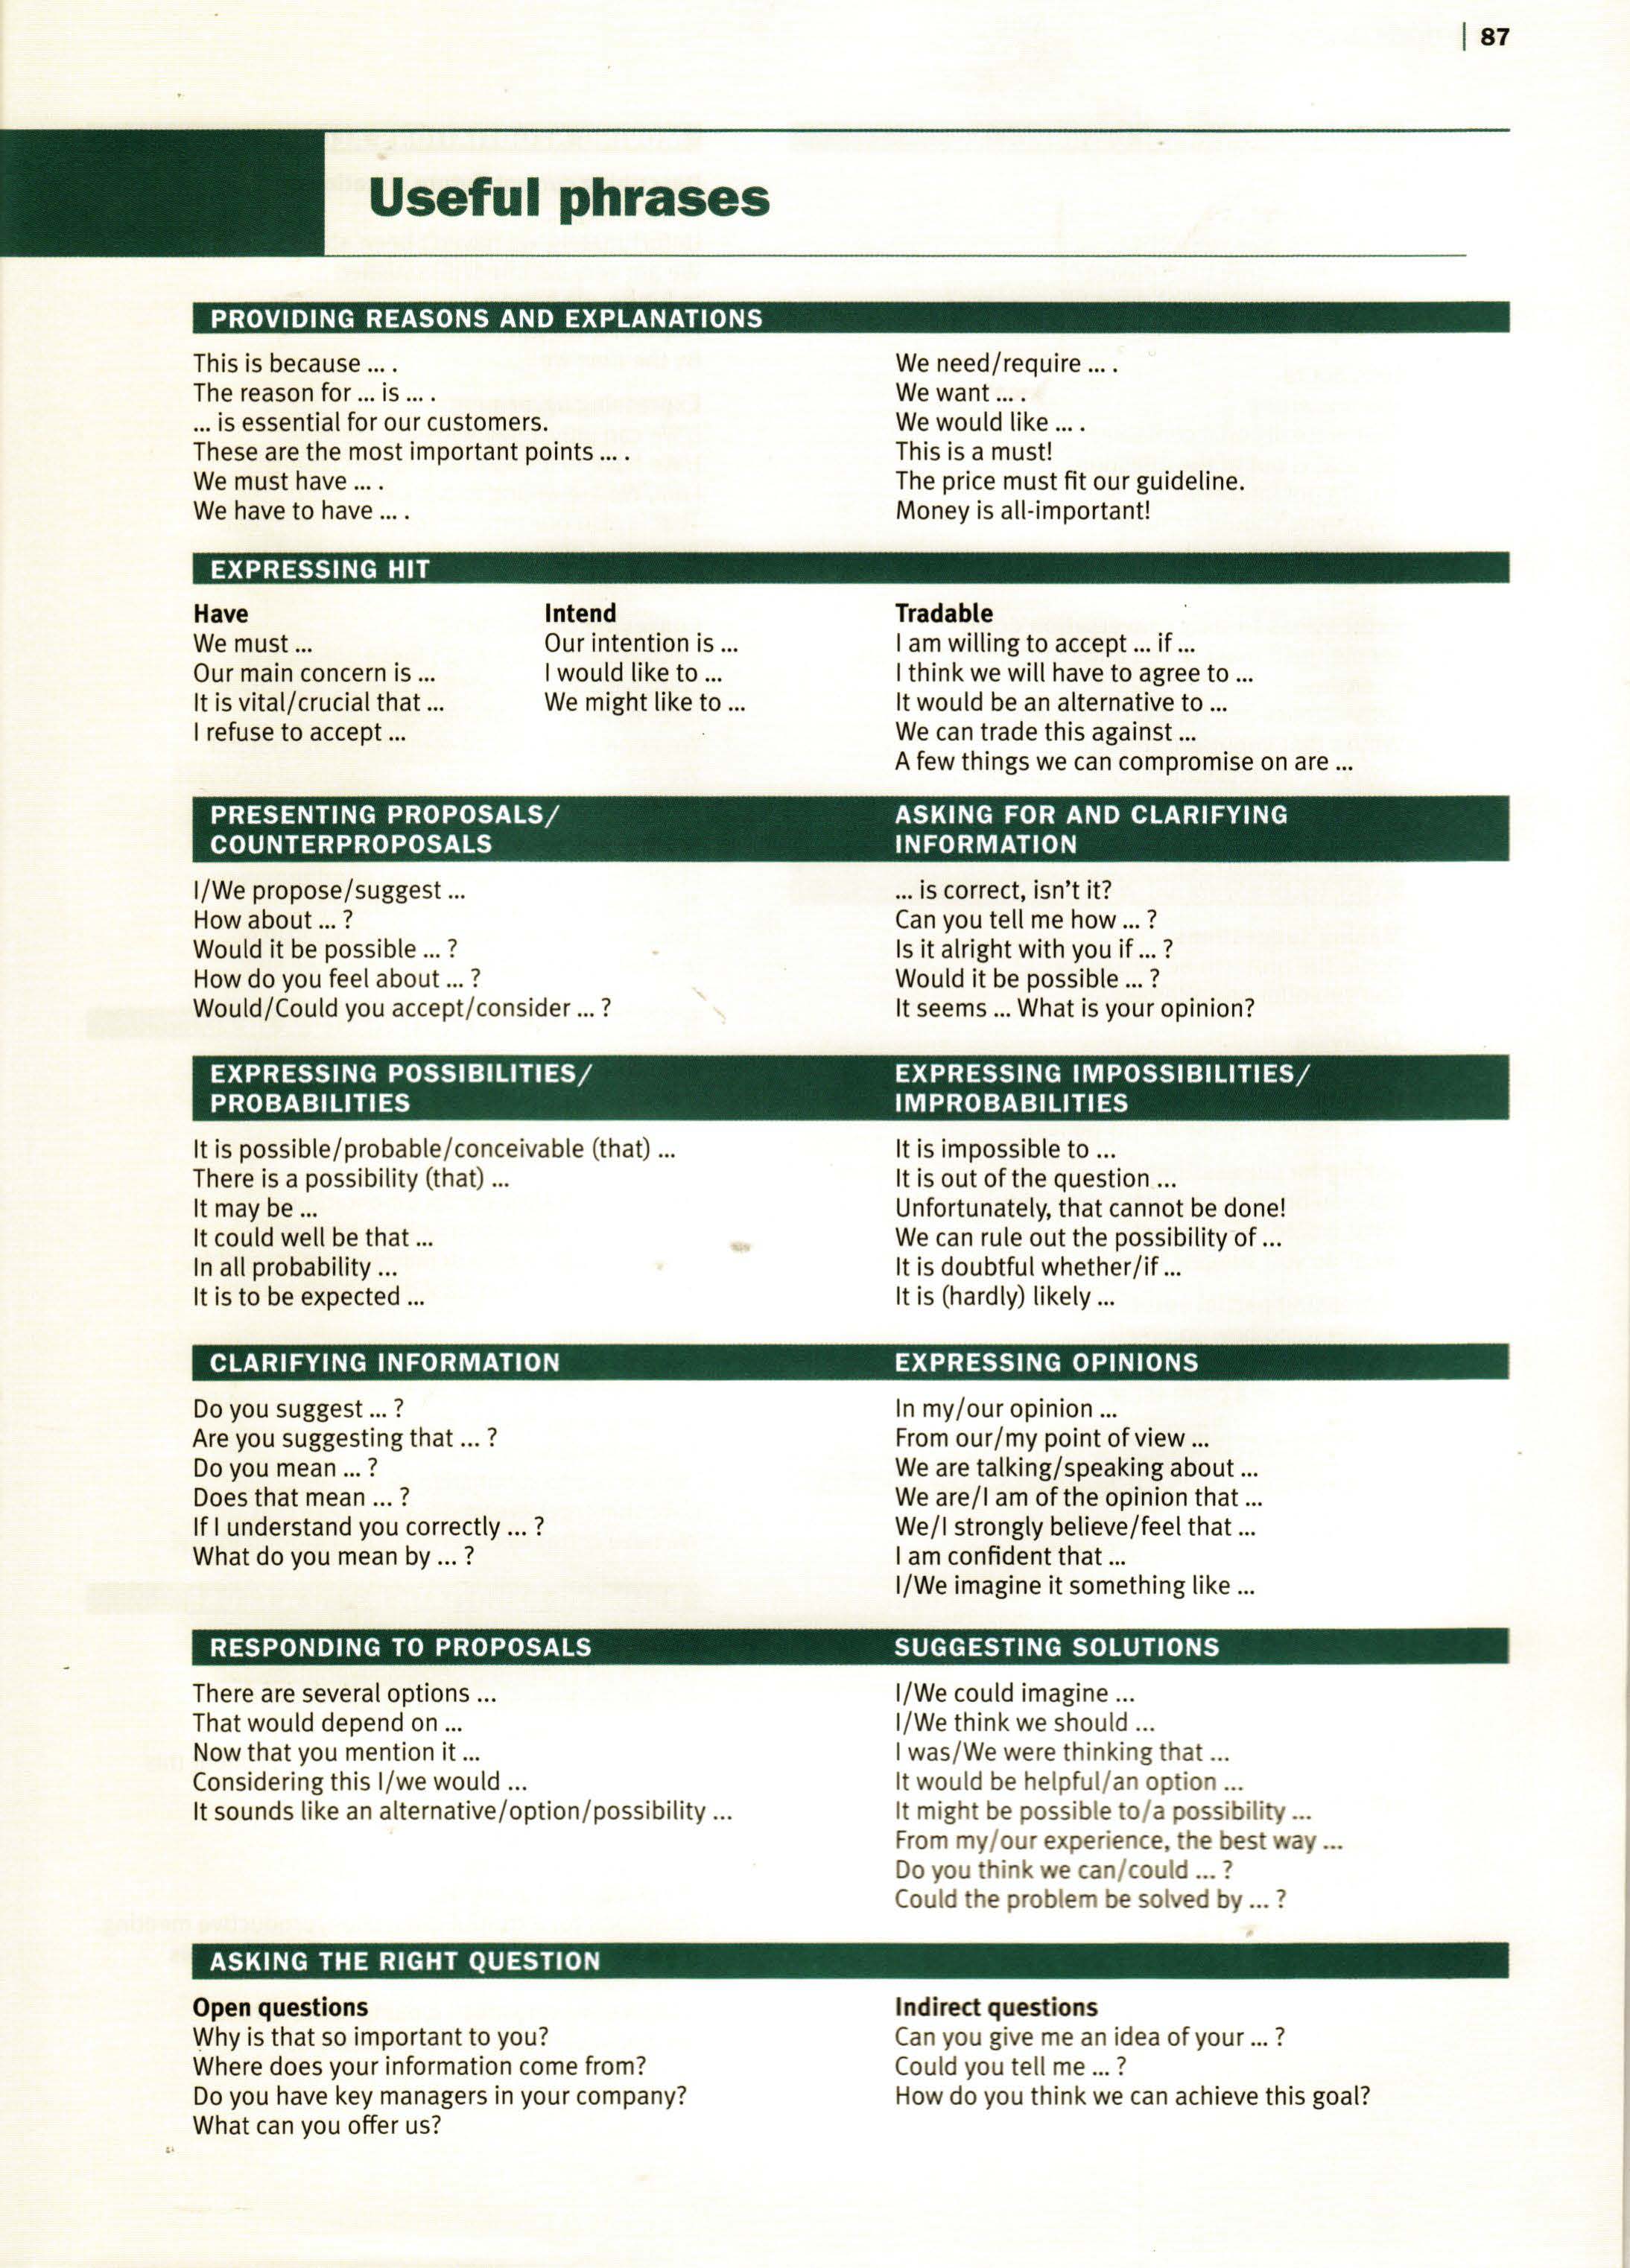 87
Useful phrases
PROVIDING REASONS AND EXPLANATIONS
This is because ... .
The reason for ... is ... .
... is essential for our customers.
These are the most important points ... .
We must have ... .
We have to have ... .
We need/require ... .
We want ... .
We would like ... .
This is a must!
The price must fit our guideline.
Money is all-important!
EXPRESSING HIT
Have
We must ...
Our main concern is ...
It is vital/crucial that ...
I refuse to accept ...
Intend
Our intention is ...
I would like to ...
We might like to ...
Tradable
I am willing to accept ... if ...
I think we will have to agree to ...
It would be an alternative to ...
We can trade this against ...
A few things we can compromise on are ...
PRESENTING PROPOSALS/
COUNTERPROPOSALS
I/We propose/suggest ...
How about ... ?
Would it be possible ... ?
How do you feel about ... ?
Would/Could you accept/consider ... ?
ASKING FOR AND CLARIFYING
INFORMATION
... is correct, isn't it?
Can you tell me how ... ?
Is it alright with you if ... ?
Would it be possible ... ?
It seems ... What is your opinion?
EXPRESSING POSSIBILITIES/
PROBABILITIES
It is possible/probable/conceivable (that) ...
There is a possibility (that) ...
It may be ...
It could well be that ...
In all probability ...
It is to be expected ...
EXPRESSING IMPOSSIBILITIES/
IMPROBABILITIES
It is impossible to ...
It is out of the question ...
Unfortunately, that cannot be done!
We can rule out the possibility of ...
It is doubtful whether/if ...
It is (hardly) likely ...
CLARIFYING INFORMATION
Do you suggest ... ?
Are you suggesting that ... ?
Do you mean ... ?
Does that mean ... ?
If I understand you correctly ... ?
What do you mean by ... ?
EXPRESSING OPINIONS
In my/our opinion ...
From our/my point of view ...
We are talking/speaking about ...
We are/I am of the opinion that ...
We/I strongly believe/feel that ...
I am confident that ...
I/We imagine it something like ...
RESPONDING TO PROPOSALS
There are several options ...
That would depend on ...
Now that you mention it ...
Considering this I/we would ...
It sounds like an alternative/option/possibility ...
SUGGESTING SOLUTIONS
I/We could imagine ...
I/We think we should ...
I was/We were thinking that ...
It would be helpful/an option ...
It might be possible to/a possibility ...
From my/our experience, the best way ...
Do you think we can/could ... ?
Could the problem be solved by ... ?
ASKING THE RIGHT QUESTION
Open questions
Why is that so important to you?
Where does your information come from?
Do you have key managers in your company?
What can you offer us?
Indirect questions
Can you give me an idea of your ... ?
Could you tell me ... ?
How do you think we can achieve this goal?